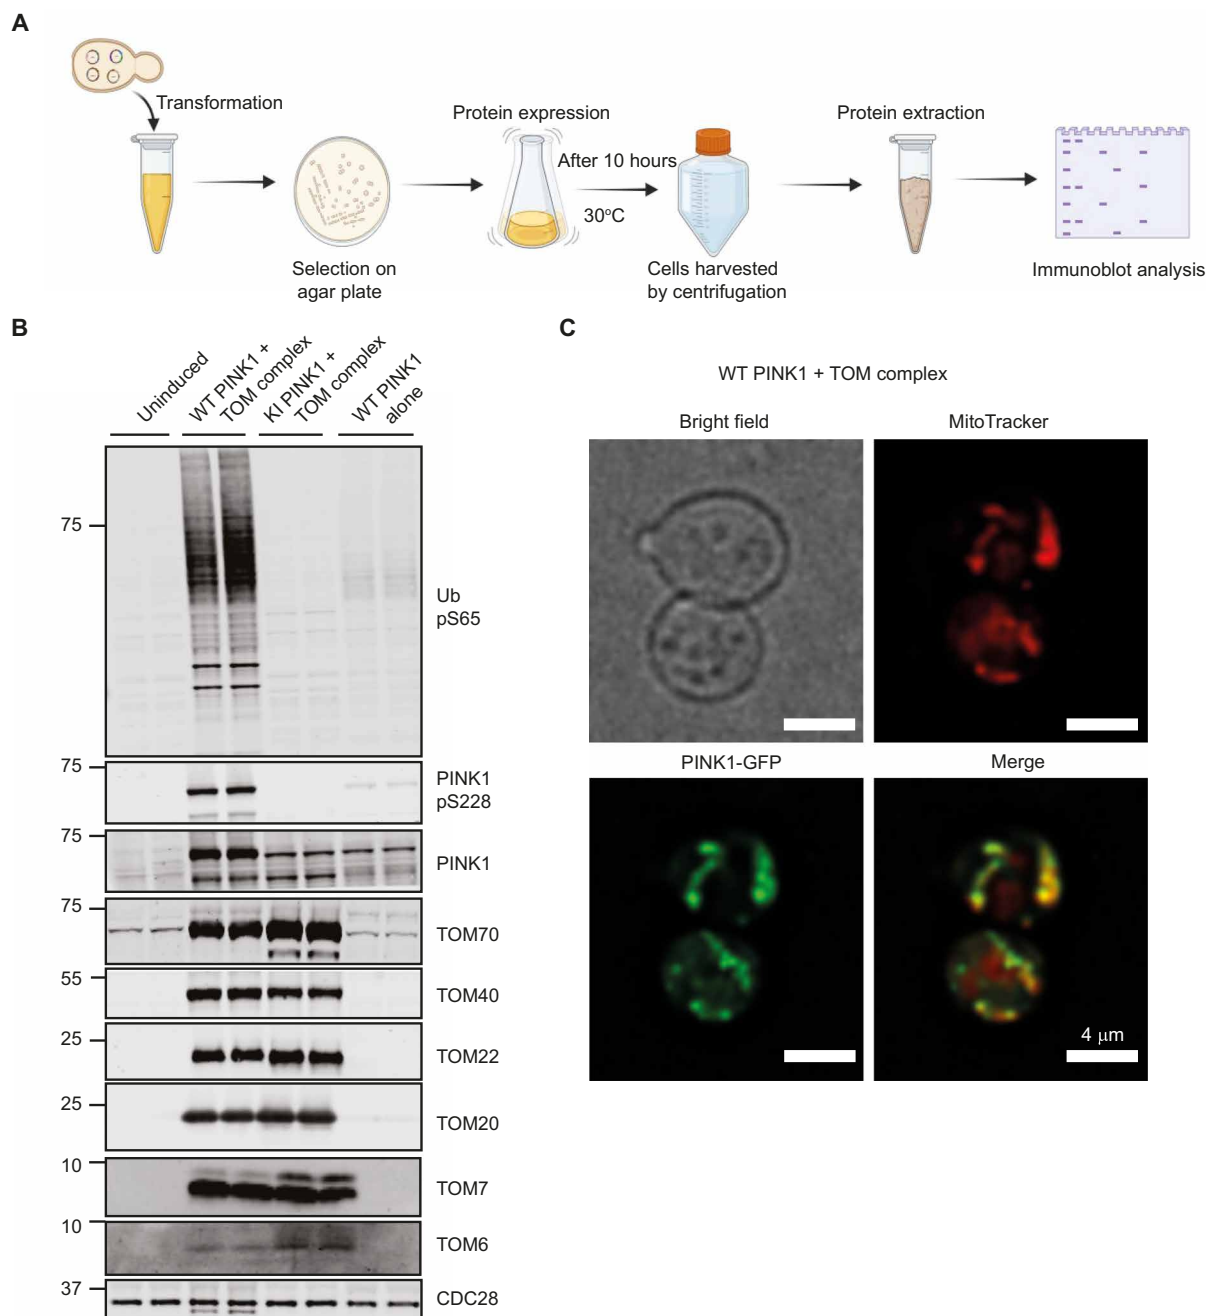 A
Transformation
Protein expression
Protein extraction
After 10 hours
30°C
Selection on
agar plate
Cells harvested
by centrifugation
Immunoblot analysis
B
Uninduced
WT PINK1 +
TOM complex
KI PINK1 +
TOM complex
WT PINK1
alone
75
Ub
pS65
75
PINK1
pS228
75
PINK1
75
TOM70
55
TOM40
25
TOM22
25
TOM20
10
TOM7
10
TOM6
37
CDC28
C
WT PINK1 + TOM complex
Bright field
MitoTracker
PINK1-GFP
Merge
4 μm